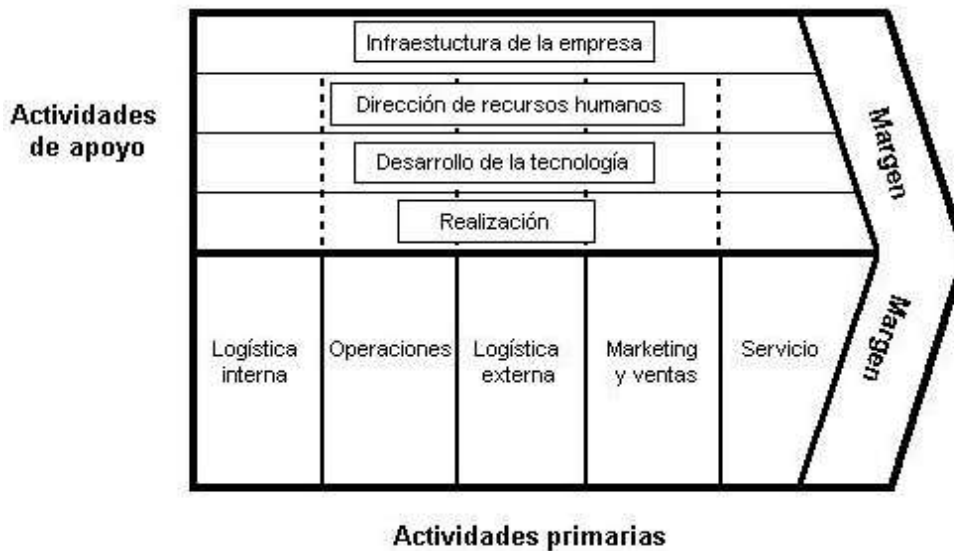 Infraestuctura de la empresa
Dirección de recursos humanos
Actividades
de apoyo
Desarrollo de la tecnología
Realización
Margen
Margen
Logística
interna
Operaciones
Logística
externa
Marketing
y ventas
Servicio
Actividades primarias